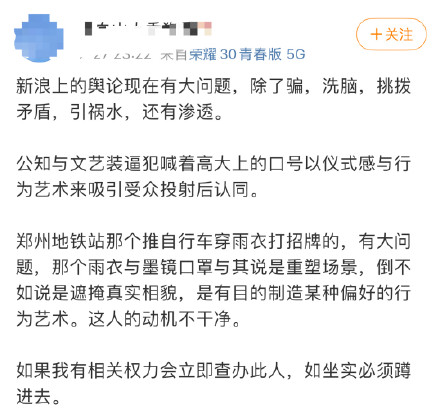 27 23:22 来自荣耀30青春版 5G
+关注
新浪上的舆论现在有大问题，除了骗，洗脑，挑拨
矛盾，引祸水，还有渗透。
公知与文艺装逼犯喊着高大上的口号以仪式感与行
为艺术来吸引受众投射后认同。
郑州地铁站那个推自行车穿雨衣打招牌的，有大问
题，那个雨衣与墨镜口罩与其说是重塑场景，倒不
如说是遮掩真实相貌，是有目的制造某种偏好的行
为艺术。这人的动机不干净。
如果我有相关权力会立即查办此人，如坐实必须蹲
进去。